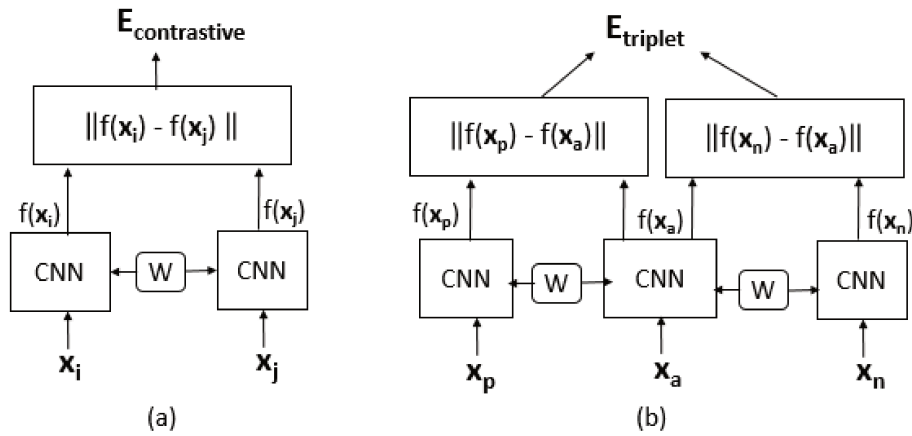 E_contrastive
||f(x_i) - f(x_j) ||
f(x_i)
f(x_j)
CNN
W
CNN
x_i
x_j
(a)
E_triplet
||f(x_p) - f(x_a)||
||f(x_n) - f(x_a)||
f(x_p)
f(x_a)
f(x_n)
CNN
W
CNN
W
CNN
x_p
x_a
x_n
(b)